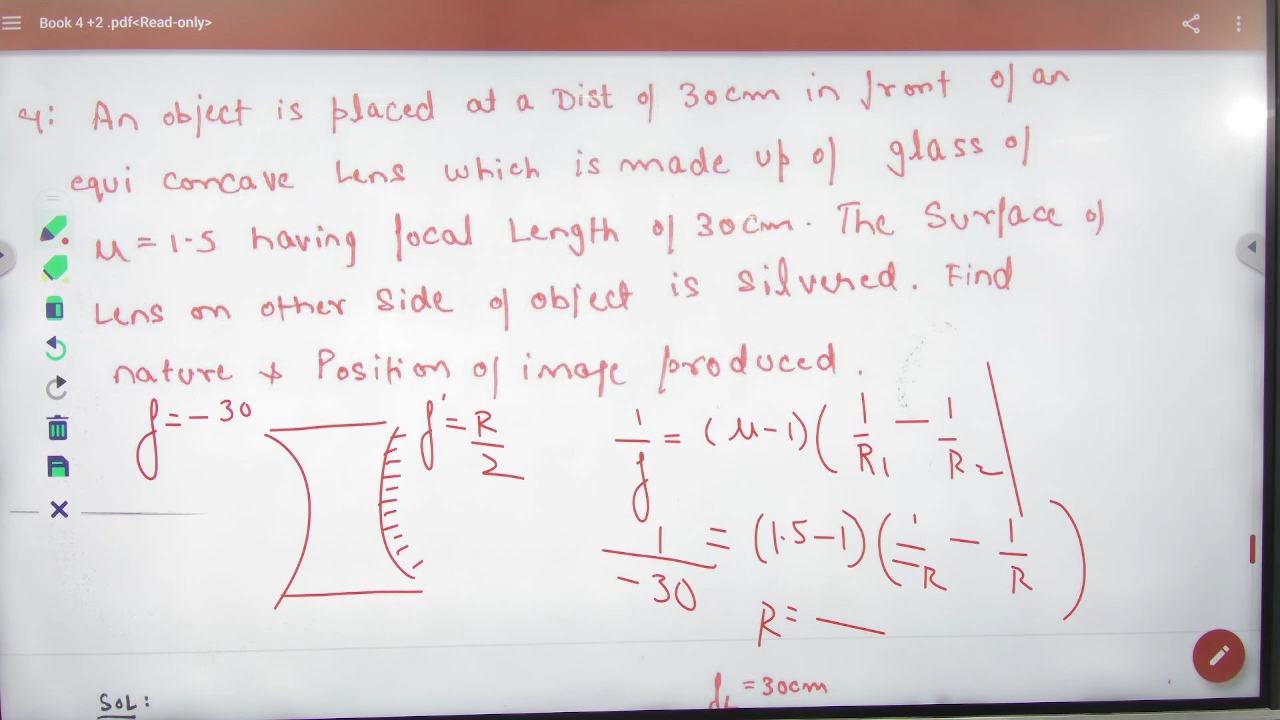 Book 4 +2 .pdf<Read-only>
Q: An object is placed at a Dist of 30cm in front of an
equi concave Lens which is made up of glass of
μ = 1.5 having focal Length of 30cm. The Surface of
Lens on other side of object is silvered. Find
nature & Position of image produced.
f = - 30
f' = R/2
1/f = (μ-1)(1/R1 - 1/R2
1/-30 = (1.5-1)(1/-R - 1/R)
R =
SOL:
fL = 30cm